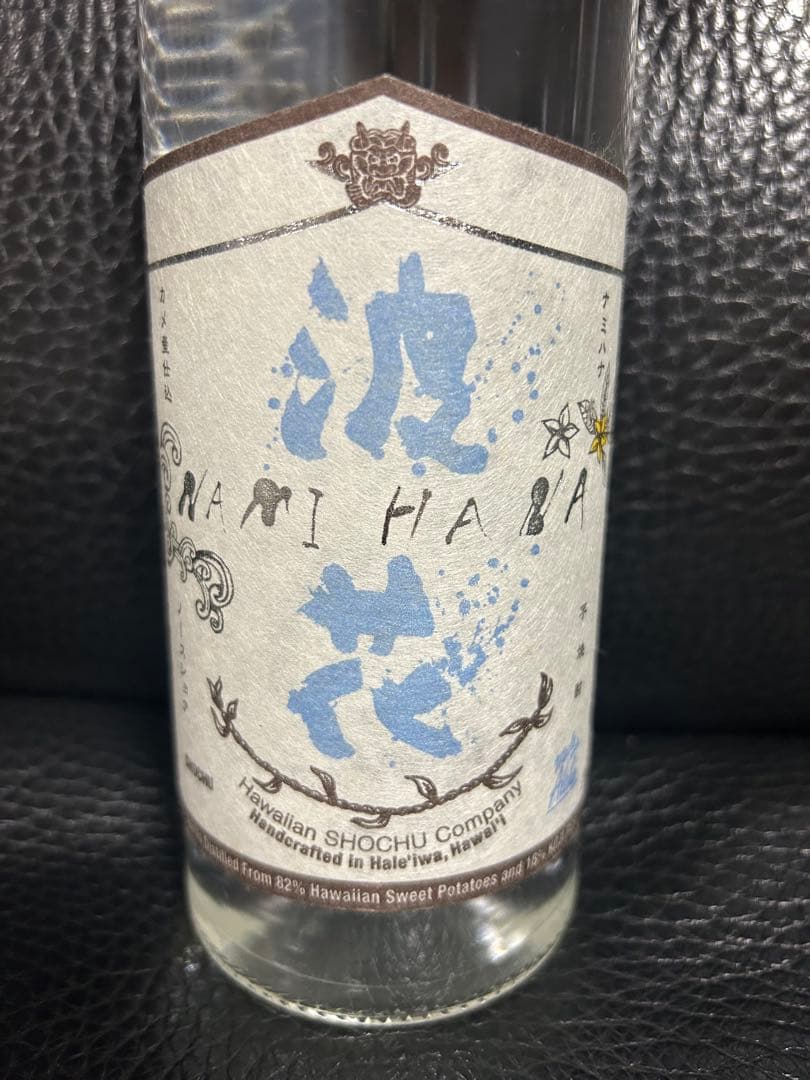 波
花
NAMI HANA
ナミハナ
カメ壺仕込
芋焼酎
ノースショア
SHOCHU
Hawaiian SHOCHU Company
Handcrafted in Hale'iwa, Hawai'i
Distilled From 82% Hawaiian Sweet Potatoes and 18%